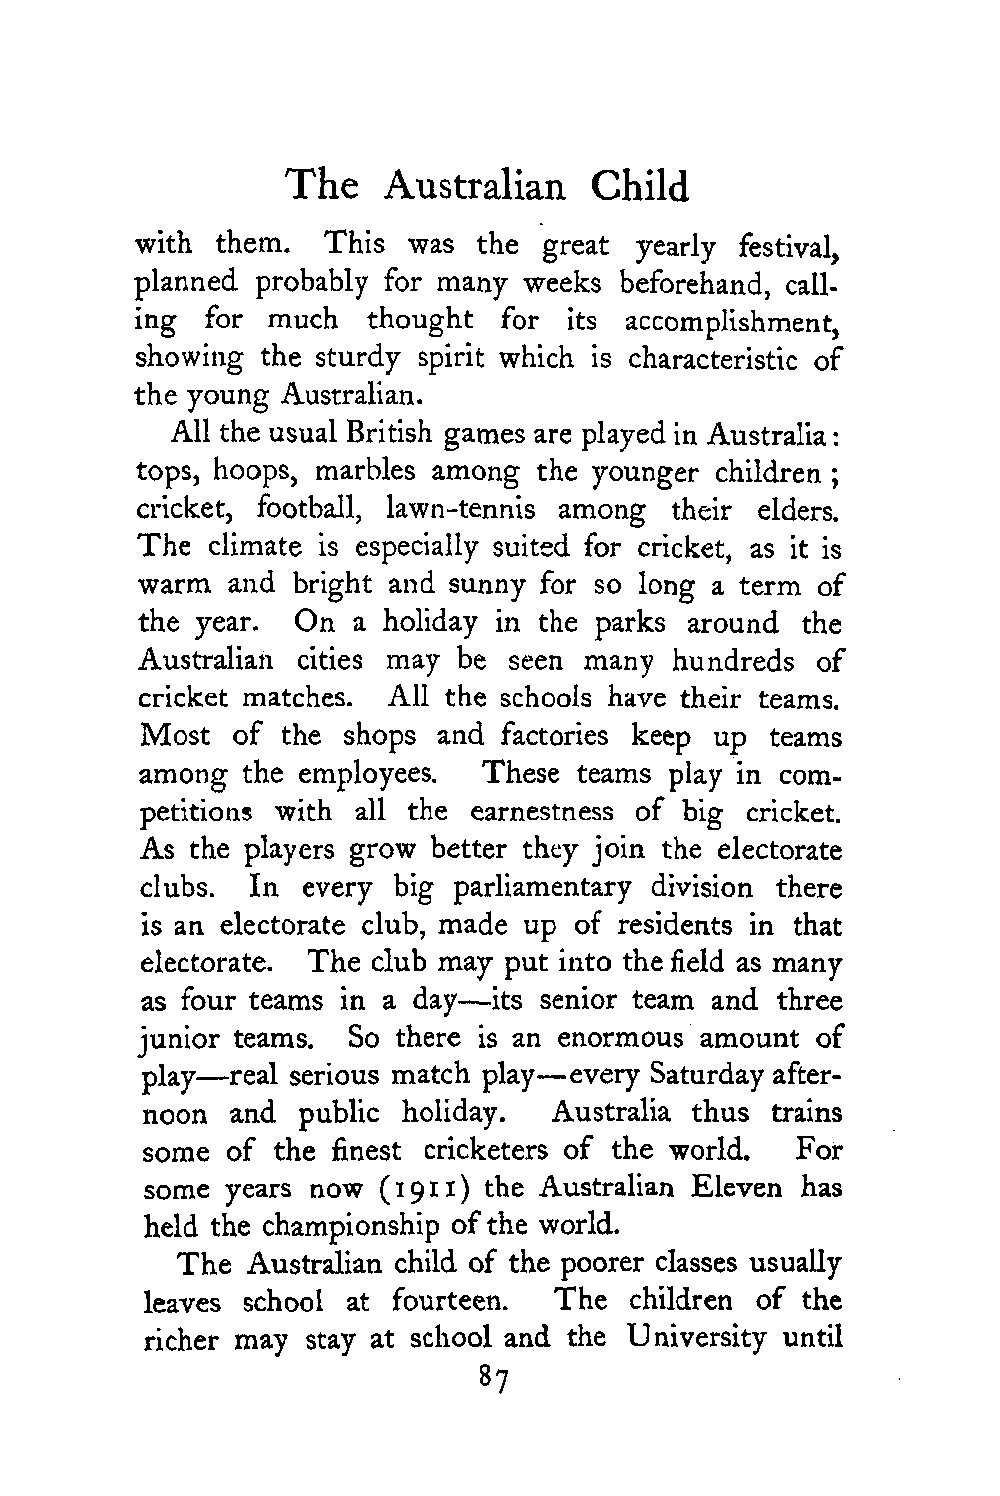 The Australian Child
with them. This was the great yearly festival,
planned probably for many weeks beforehand, call-
ing for much thought for its accomplishment,
showing the sturdy spirit which is characteristic of
the young Australian.
All the usual British games are played in Australia:
tops, hoops, marbles among the younger children ;
cricket, football, lawn-tennis among their elders.
The climate is especially suited for cricket, as it is
warm and bright and sunny for so long a term of
the year. On a holiday in the parks around the
Australian cities may be seen many hundreds of
cricket matches. All the schools have their teams.
Most of the shops and factories keep up teams
among the employees. These teams play in com-
petitions with all the earnestness of big cricket.
As the players grow better they join the electorate
clubs. In every big parliamentary division there
is an electorate club, made up of residents in that
electorate. The club may put into the field as many
as four teams in a day—its senior team and three
junior teams. So there is an enormous amount of
play—real serious match play—every Saturday after-
noon and public holiday. Australia thus trains
some of the finest cricketers of the world. For
some years now (1911) the Australian Eleven has
held the championship of the world.
The Australian child of the poorer classes usually
leaves school at fourteen. The children of the
richer may stay at school and the University until
87